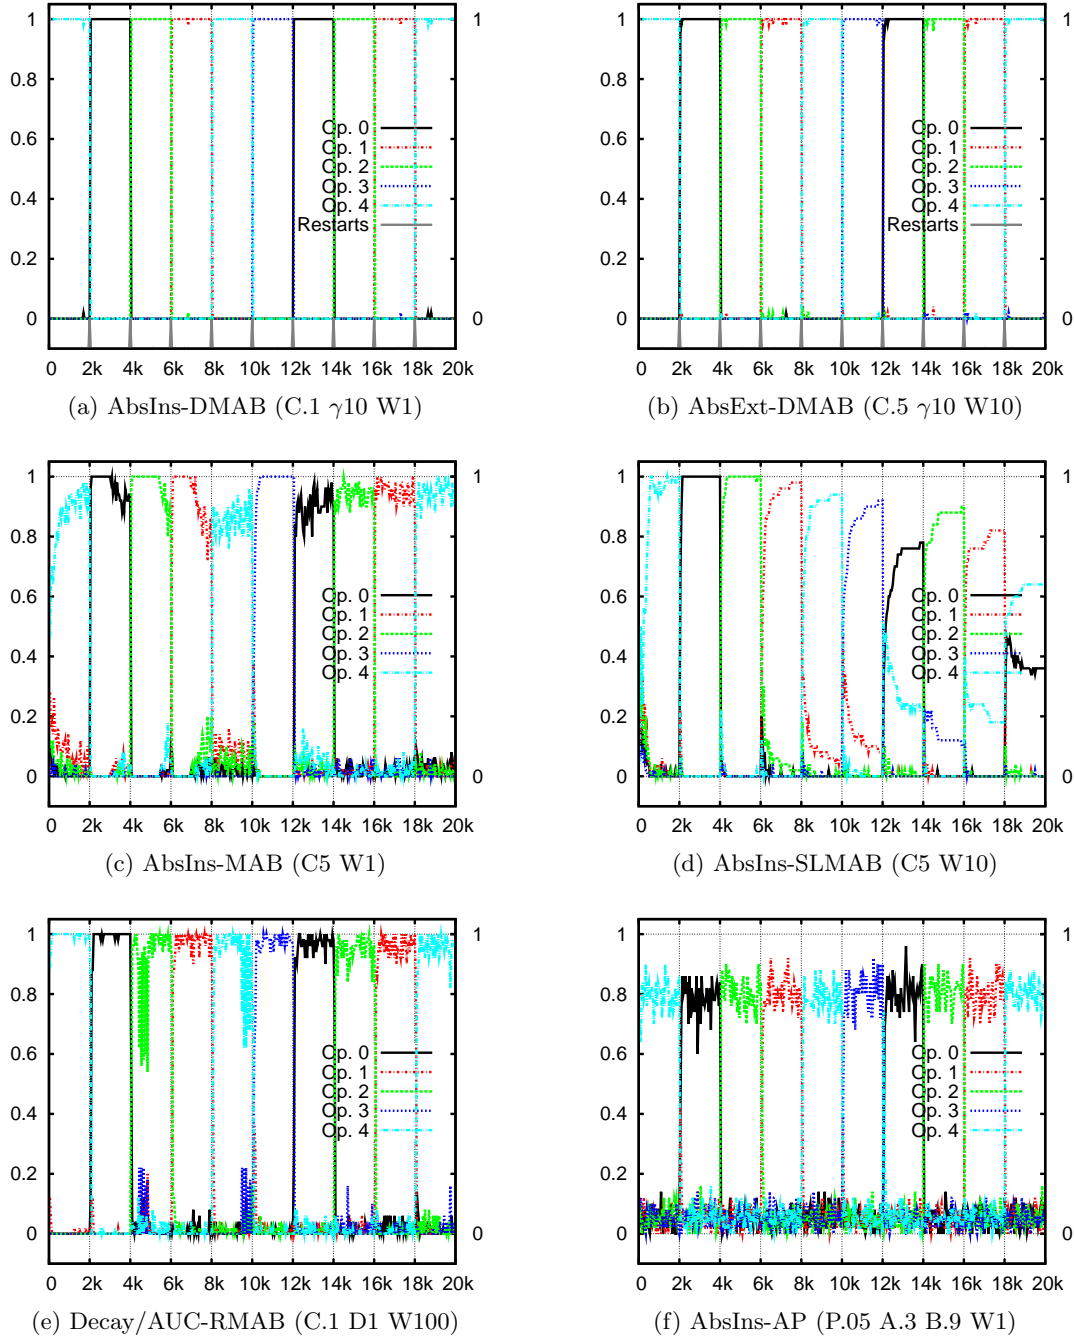 1 1
0.8
Op. 0
Op. 1
0.6
Op. 2
Op. 3
0.4
Op. 4
Restarts
0.2
0 0
0 2k 4k 6k 8k 10k 12k 14k 16k 18k 20k
(a) AbsIns-DMAB (C.1 γ10 W1)
1 1
0.8
Op. 0
Op. 1
0.6
Op. 2
Op. 3
0.4
Op. 4
Restarts
0.2
0 0
0 2k 4k 6k 8k 10k 12k 14k 16k 18k 20k
(b) AbsExt-DMAB (C.5 γ10 W10)
1 1
0.8
0.6
Op. 0
Op. 1
Op. 2
0.4
Op. 3
Op. 4
0.2
0 0
0 2k 4k 6k 8k 10k 12k 14k 16k 18k 20k
(c) AbsIns-MAB (C5 W1)
1 1
0.8
0.6
Op. 0
Op. 1
Op. 2
0.4
Op. 3
Op. 4
0.2
0 0
0 2k 4k 6k 8k 10k 12k 14k 16k 18k 20k
(d) AbsIns-SLMAB (C5 W10)
1 1
0.8
0.6
Op. 0
Op. 1
Op. 2
0.4
Op. 3
Op. 4
0.2
0 0
0 2k 4k 6k 8k 10k 12k 14k 16k 18k 20k
(e) Decay/AUC-RMAB (C.1 D1 W100)
1 1
0.8
0.6
Op. 0
Op. 1
Op. 2
0.4
Op. 3
Op. 4
0.2
0 0
0 2k 4k 6k 8k 10k 12k 14k 16k 18k 20k
(f) AbsIns-AP (P.05 A.3 B.9 W1)